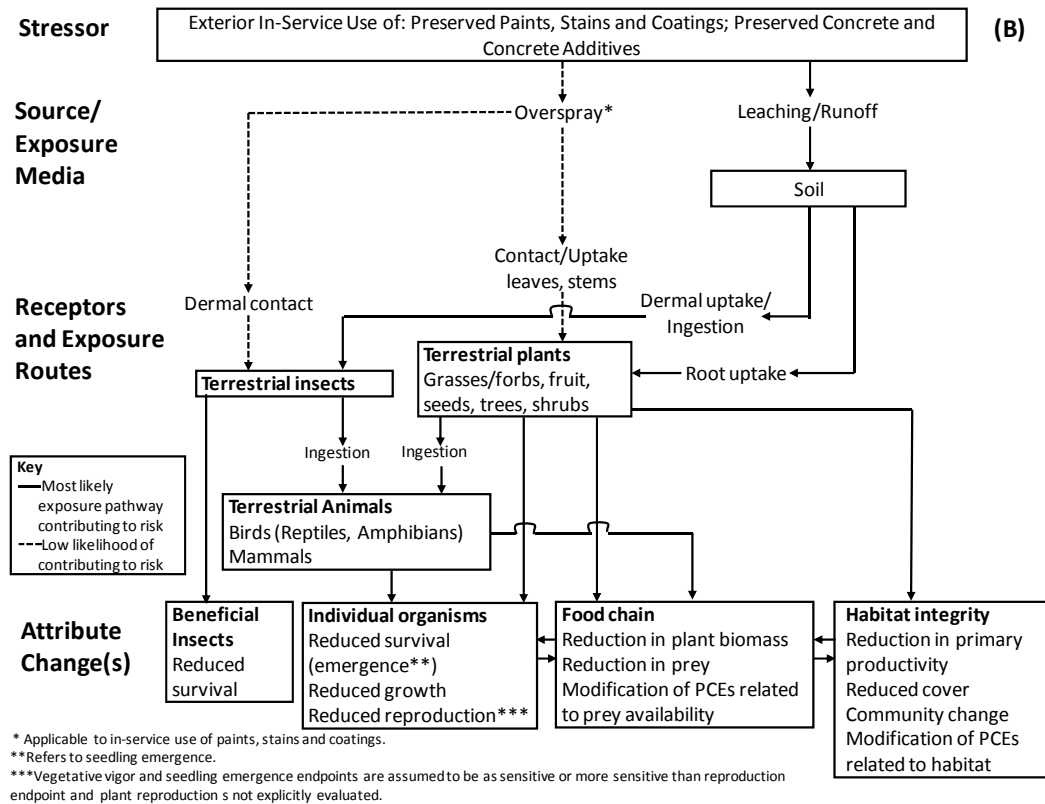 Stressor
Exterior In-Service Use of: Preserved Paints, Stains and Coatings; Preserved Concrete and
Concrete Additives
(B)
Source/
Exposure
Media
Overspray*
Leaching/Runoff
Soil
Contact/Uptake
leaves, stems
Dermal contact
Dermal uptake/
Ingestion
Receptors
and Exposure
Routes
Terrestrial insects
Terrestrial plants
Grasses/forbs, fruit,
seeds, trees, shrubs
Root uptake
Ingestion
Ingestion
Key
Most likely
exposure pathway
contributing to risk
Low likelihood of
contributing to risk
Terrestrial Animals
Birds (Reptiles, Amphibians)
Mammals
Attribute
Change(s)
Beneficial
Insects
Reduced
survival
Individual organisms
Reduced survival
(emergence**)
Reduced growth
Reduced reproduction***
Food chain
Reduction in plant biomass
Reduction in prey
Modification of PCEs related
to prey availability
Habitat integrity
Reduction in primary
productivity
Reduced cover
Community change
Modification of PCEs
related to habitat
* Applicable to in-service use of paints, stains and coatings.
**Refers to seedling emergence.
***Vegetative vigor and seedling emergence endpoints are assumed to be as sensitive or more sensitive than reproduction
endpoint and plant reproduction s not explicitly evaluated.